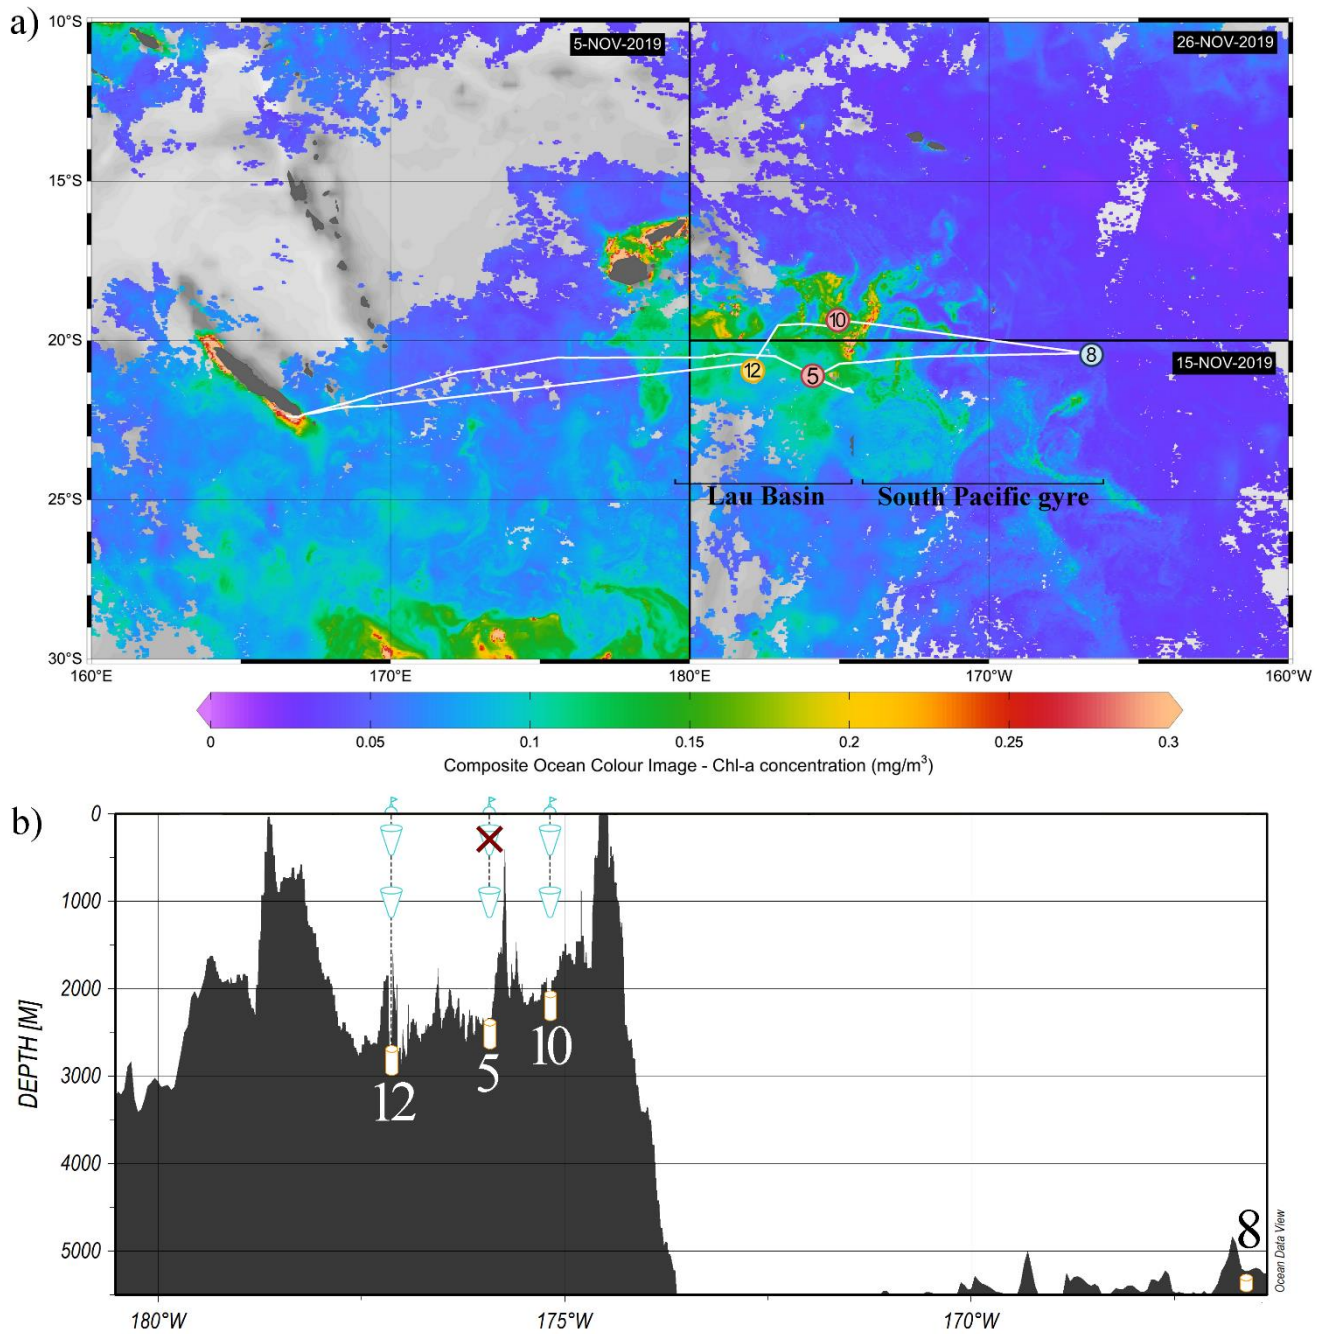 a)
10°S
5-NOV-2019
26-NOV-2019
15°S
20°S
10
8
12
5
15-NOV-2019
25°S
Lau Basin
South Pacific gyre
30°S
160°E
170°E
180°E
170°W
160°W
0
0.05
0.1
0.15
0.2
0.25
0.3
Composite Ocean Colour Image - Chl-a concentration (mg/m³)
b)
0
1000
2000
3000
4000
5000
DEPTH [M]
12
5
10
8
Ocean Data View
180°W
175°W
170°W